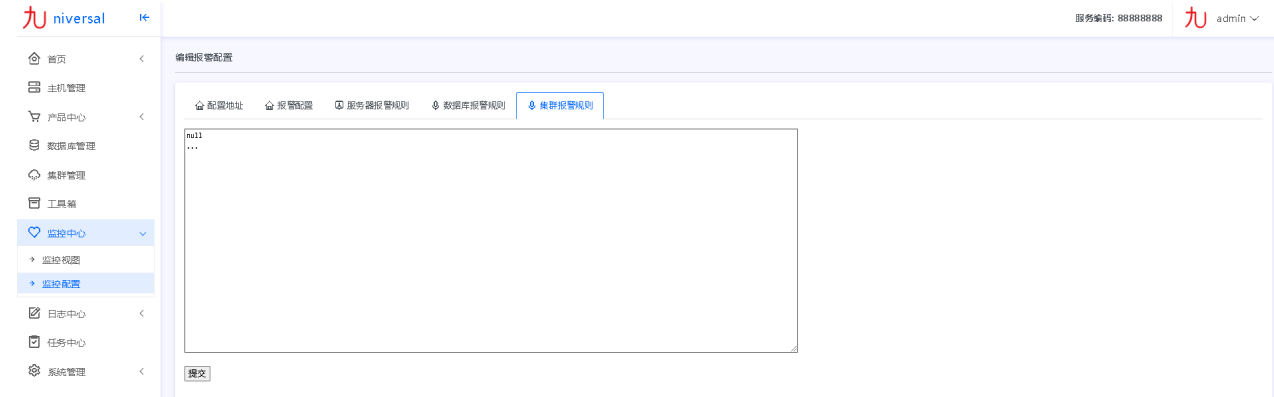 九 niversal
服务编码: 88888888
九 admin
首页
主机管理
产品中心
数据库管理
集群管理
工具箱
监控中心
监控视图
监控配置
日志中心
任务中心
系统管理
编辑报警配置
配置地址 报警配置 服务器报警规则 数据库报警规则 集群报警规则
null
...
提交